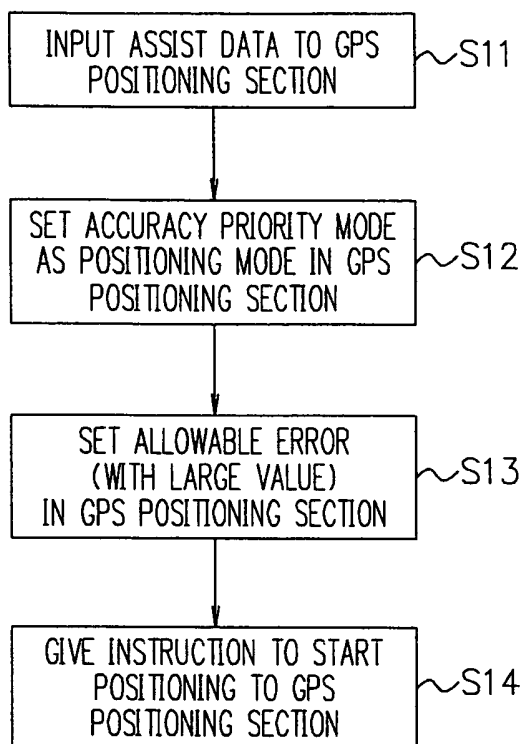 INPUT ASSIST DATA TO GPS
POSITIONING SECTION
S11
SET ACCURACY PRIORITY MODE
AS POSITIONING MODE IN GPS
POSITIONING SECTION
S12
SET ALLOWABLE ERROR
(WITH LARGE VALUE)
IN GPS POSITIONING SECTION
S13
GIVE INSTRUCTION TO START
POSITIONING TO GPS
POSITIONING SECTION
S14